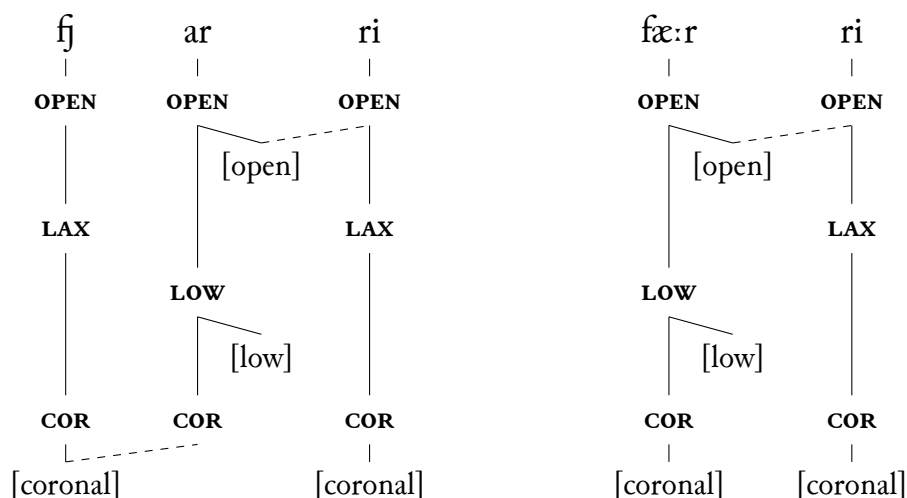 fj ar ri fæːr ri
OPEN OPEN OPEN OPEN OPEN
[open] [open]
LAX LAX LAX
LOW LOW
[low] [low]
COR COR COR COR COR
[coronal] [coronal] [coronal] [coronal]